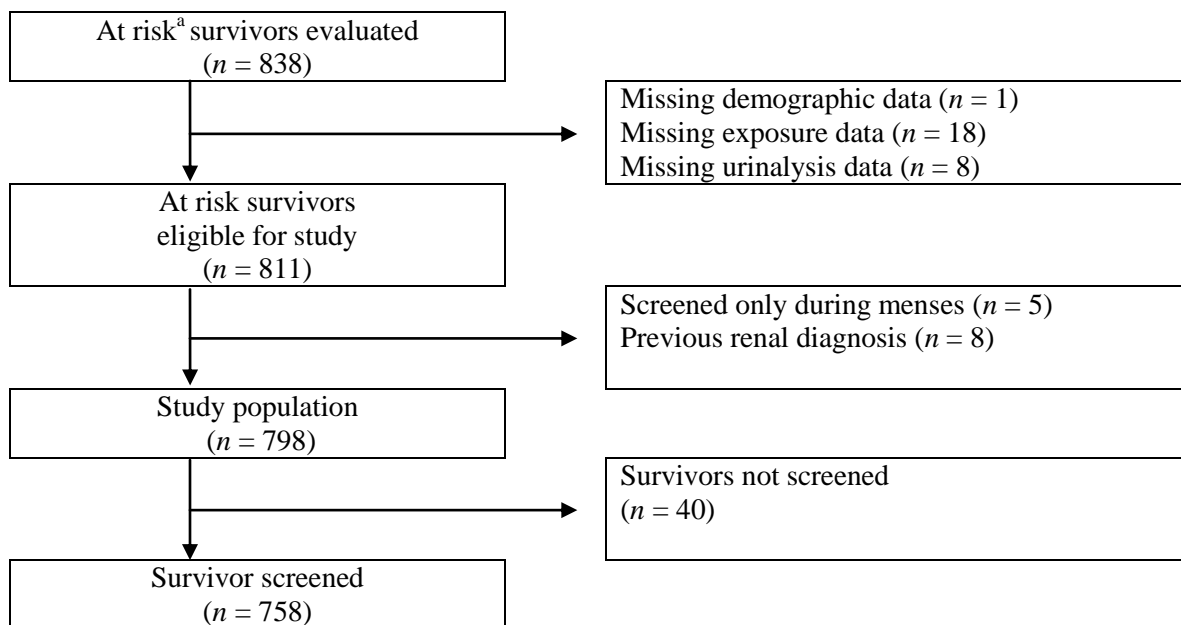 At riskᵃ survivors evaluated
(n = 838)
Missing demographic data (n = 1)
Missing exposure data (n = 18)
Missing urinalysis data (n = 8)
At risk survivors
eligible for study
(n = 811)
Screened only during menses (n = 5)
Previous renal diagnosis (n = 8)
Study population
(n = 798)
Survivors not screened
(n = 40)
Survivor screened
(n = 758)